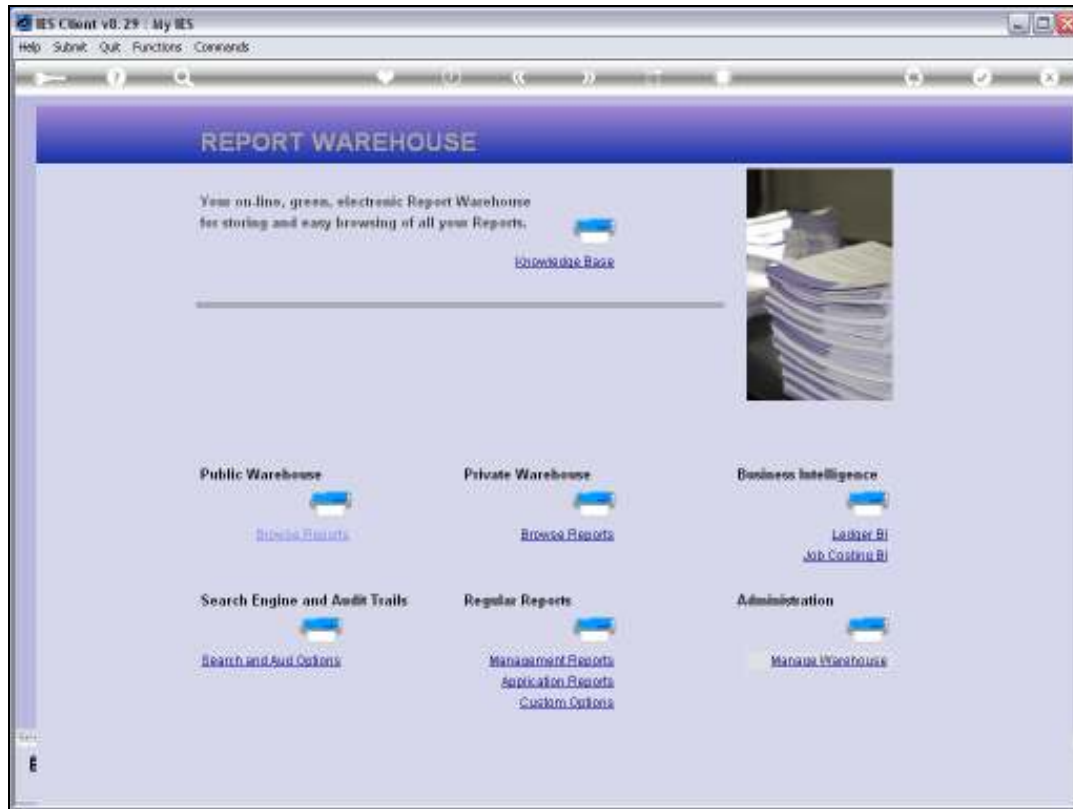 IES Client v8.29 : My IES
Help Submit Quit Functions Commands
REPORT WAREHOUSE
Your on-line, green, electronic Report Warehouse
for storing and easy browsing of all your Reports.
Knowledge Base
Public Warehouse Private Warehouse Business Intelligence
Browse Reports Browse Reports Ledger BI
Job Costing BI
Search Engine and Audit Trails Regular Reports Administration
Search and Aud Options Management Reports Manage Warehouse
Application Reports
Custom Options